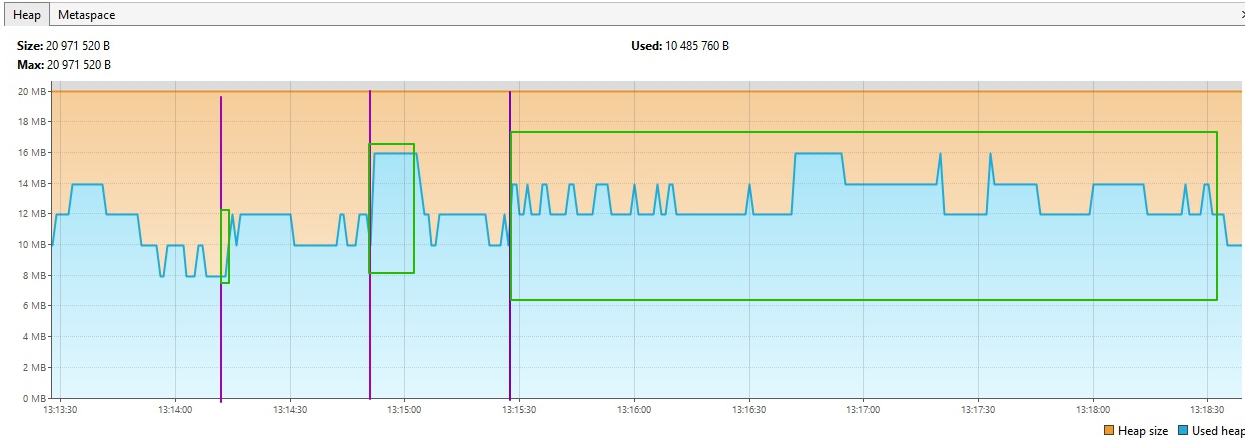 Heap Metaspace
Size: 20 971 520 B Used: 10 485 760 B
Max: 20 971 520 B
20 MB
18 MB
16 MB
14 MB
12 MB
10 MB
8 MB
6 MB
4 MB
2 MB
0 MB
13:13:30 13:14:00 13:14:30 13:15:00 13:15:30 13:16:00 13:16:30 13:17:00 13:17:30 13:18:00 13:18:30
Heap size Used heap